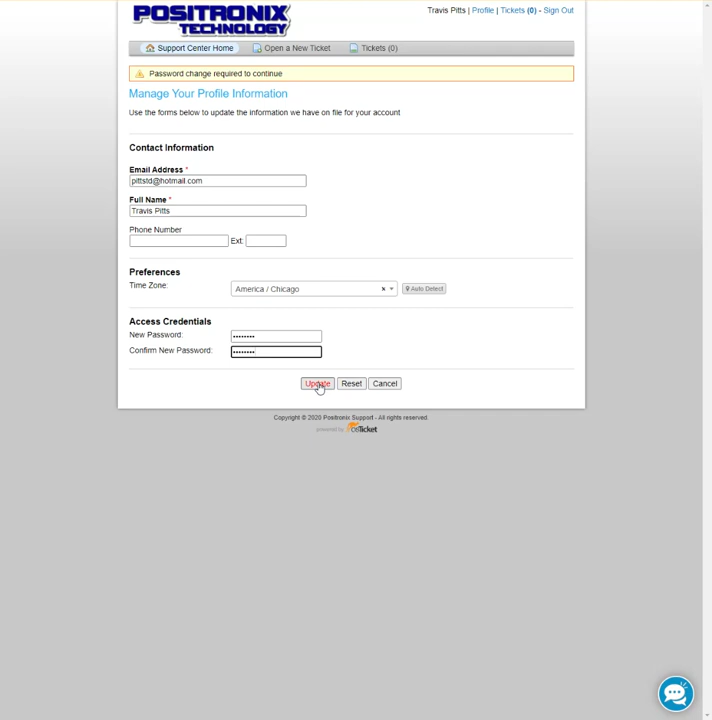 POSITRONIX
TECHNOLOGY
Travis Pitts | Profile | Tickets (0) - Sign Out
Support Center Home Open a New Ticket Tickets (0)
Password change required to continue
Manage Your Profile Information
Use the forms below to update the information we have on file for your account
Contact Information
Email Address *
pittstd@hotmail.com
Full Name *
Travis Pitts
Phone Number
Ext:
Preferences
Time Zone: America / Chicago x Auto Detect
Access Credentials
New Password: ••••••••
Confirm New Password: ••••••••
Update Reset Cancel
Copyright © 2020 Positronix Support - All rights reserved.
powered by osTicket